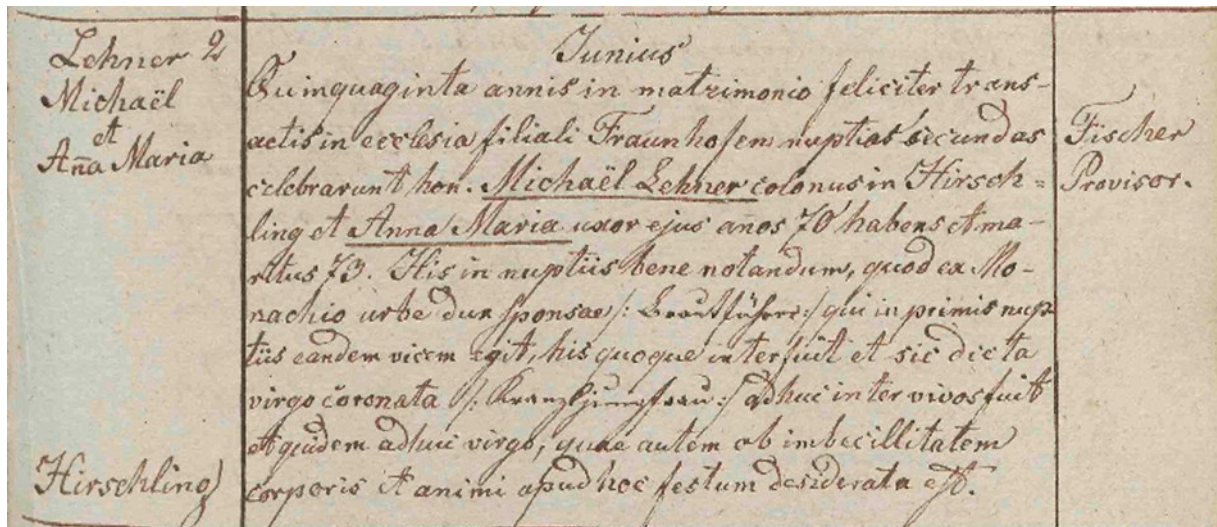 Lehner 2
Michaël
et
Aña Maria
Hirschling
Junius
Quinquaginta annis in matrimonio feliciter trans-
actis in ecclesia filiali Fraunhofem nuptias secundas
celebrarunt hon. Michaël Lehner colonus in Hirsch=
ling et Anna Maria uxor ejus años 70 habens et ma-
ritus 73. His in nuptiis bene notandum, quod ex Mo-
nachio urbe dux sponsae /: Brautführer :/ qui in primis nup
tiis eandem vicem egit, his quoque interfuit et sic dicta
virgo coronata /: Kranzljungfrau :/ adhuc inter vivos fuit
et quidem adhuc virgo, quae autem ob imbecillitatem
corporis et animi apud hoc festum desiderata est.
Fischer
Provisor.